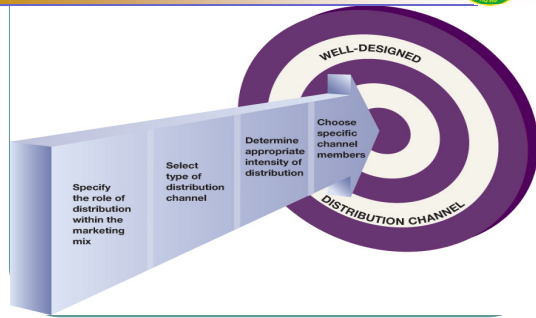 WELL-DESIGNED
Specify
the role of
distribution
within the
marketing
mix
Select
type of
distribution
channel
Determine
appropriate
intensity of
distribution
Choose
specific
channel
members
DISTRIBUTION CHANNEL